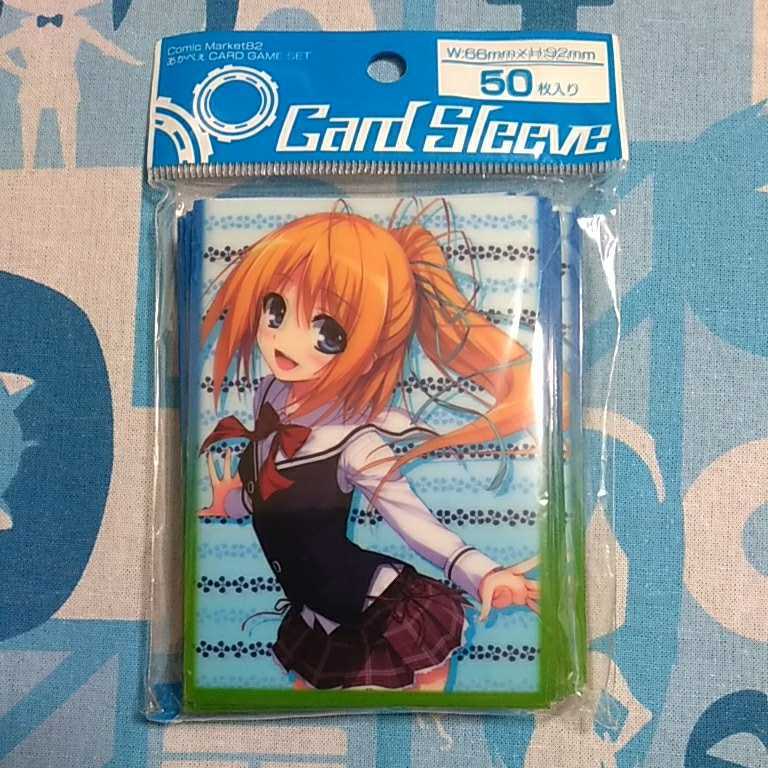 Comic Market82
あかべぇ CARD GAME SET
W:66mm×H:92mm
50枚入り
Card Sleeve